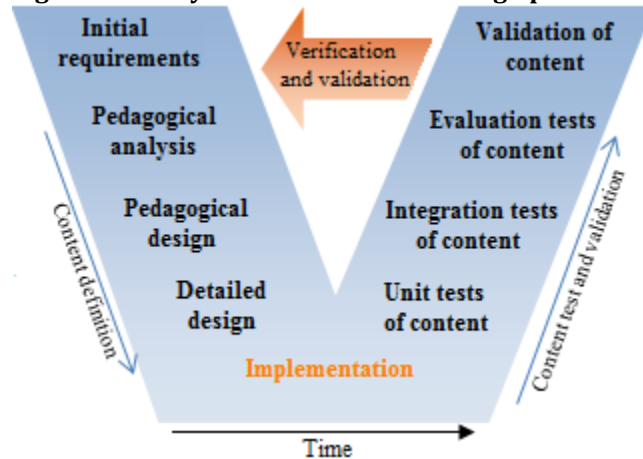 Initial
requirements
Pedagogical
analysis
Pedagogical
design
Detailed
design
Content definition
Implementation
Verification
and validation
Validation of
content
Evaluation tests
of content
Integration tests
of content
Unit tests
of content
Content test and validation
Time